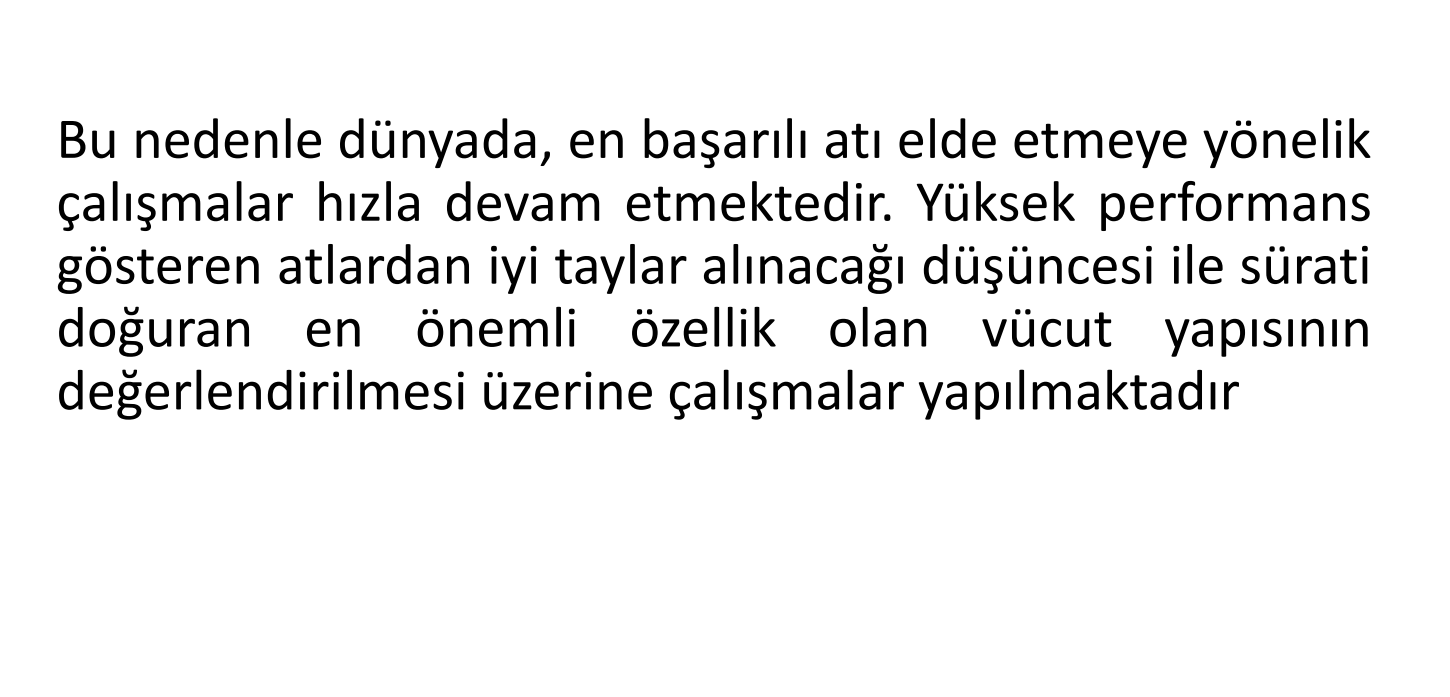 Bu nedenle dünyada, en başarılı atı elde etmeye yönelik
çalışmalar hızla devam etmektedir. Yüksek performans
gösteren atlardan iyi taylar alınacağı düşüncesi ile sürati
doğuran en önemli özellik olan vücut yapısının
değerlendirilmesi üzerine çalışmalar yapılmaktadır